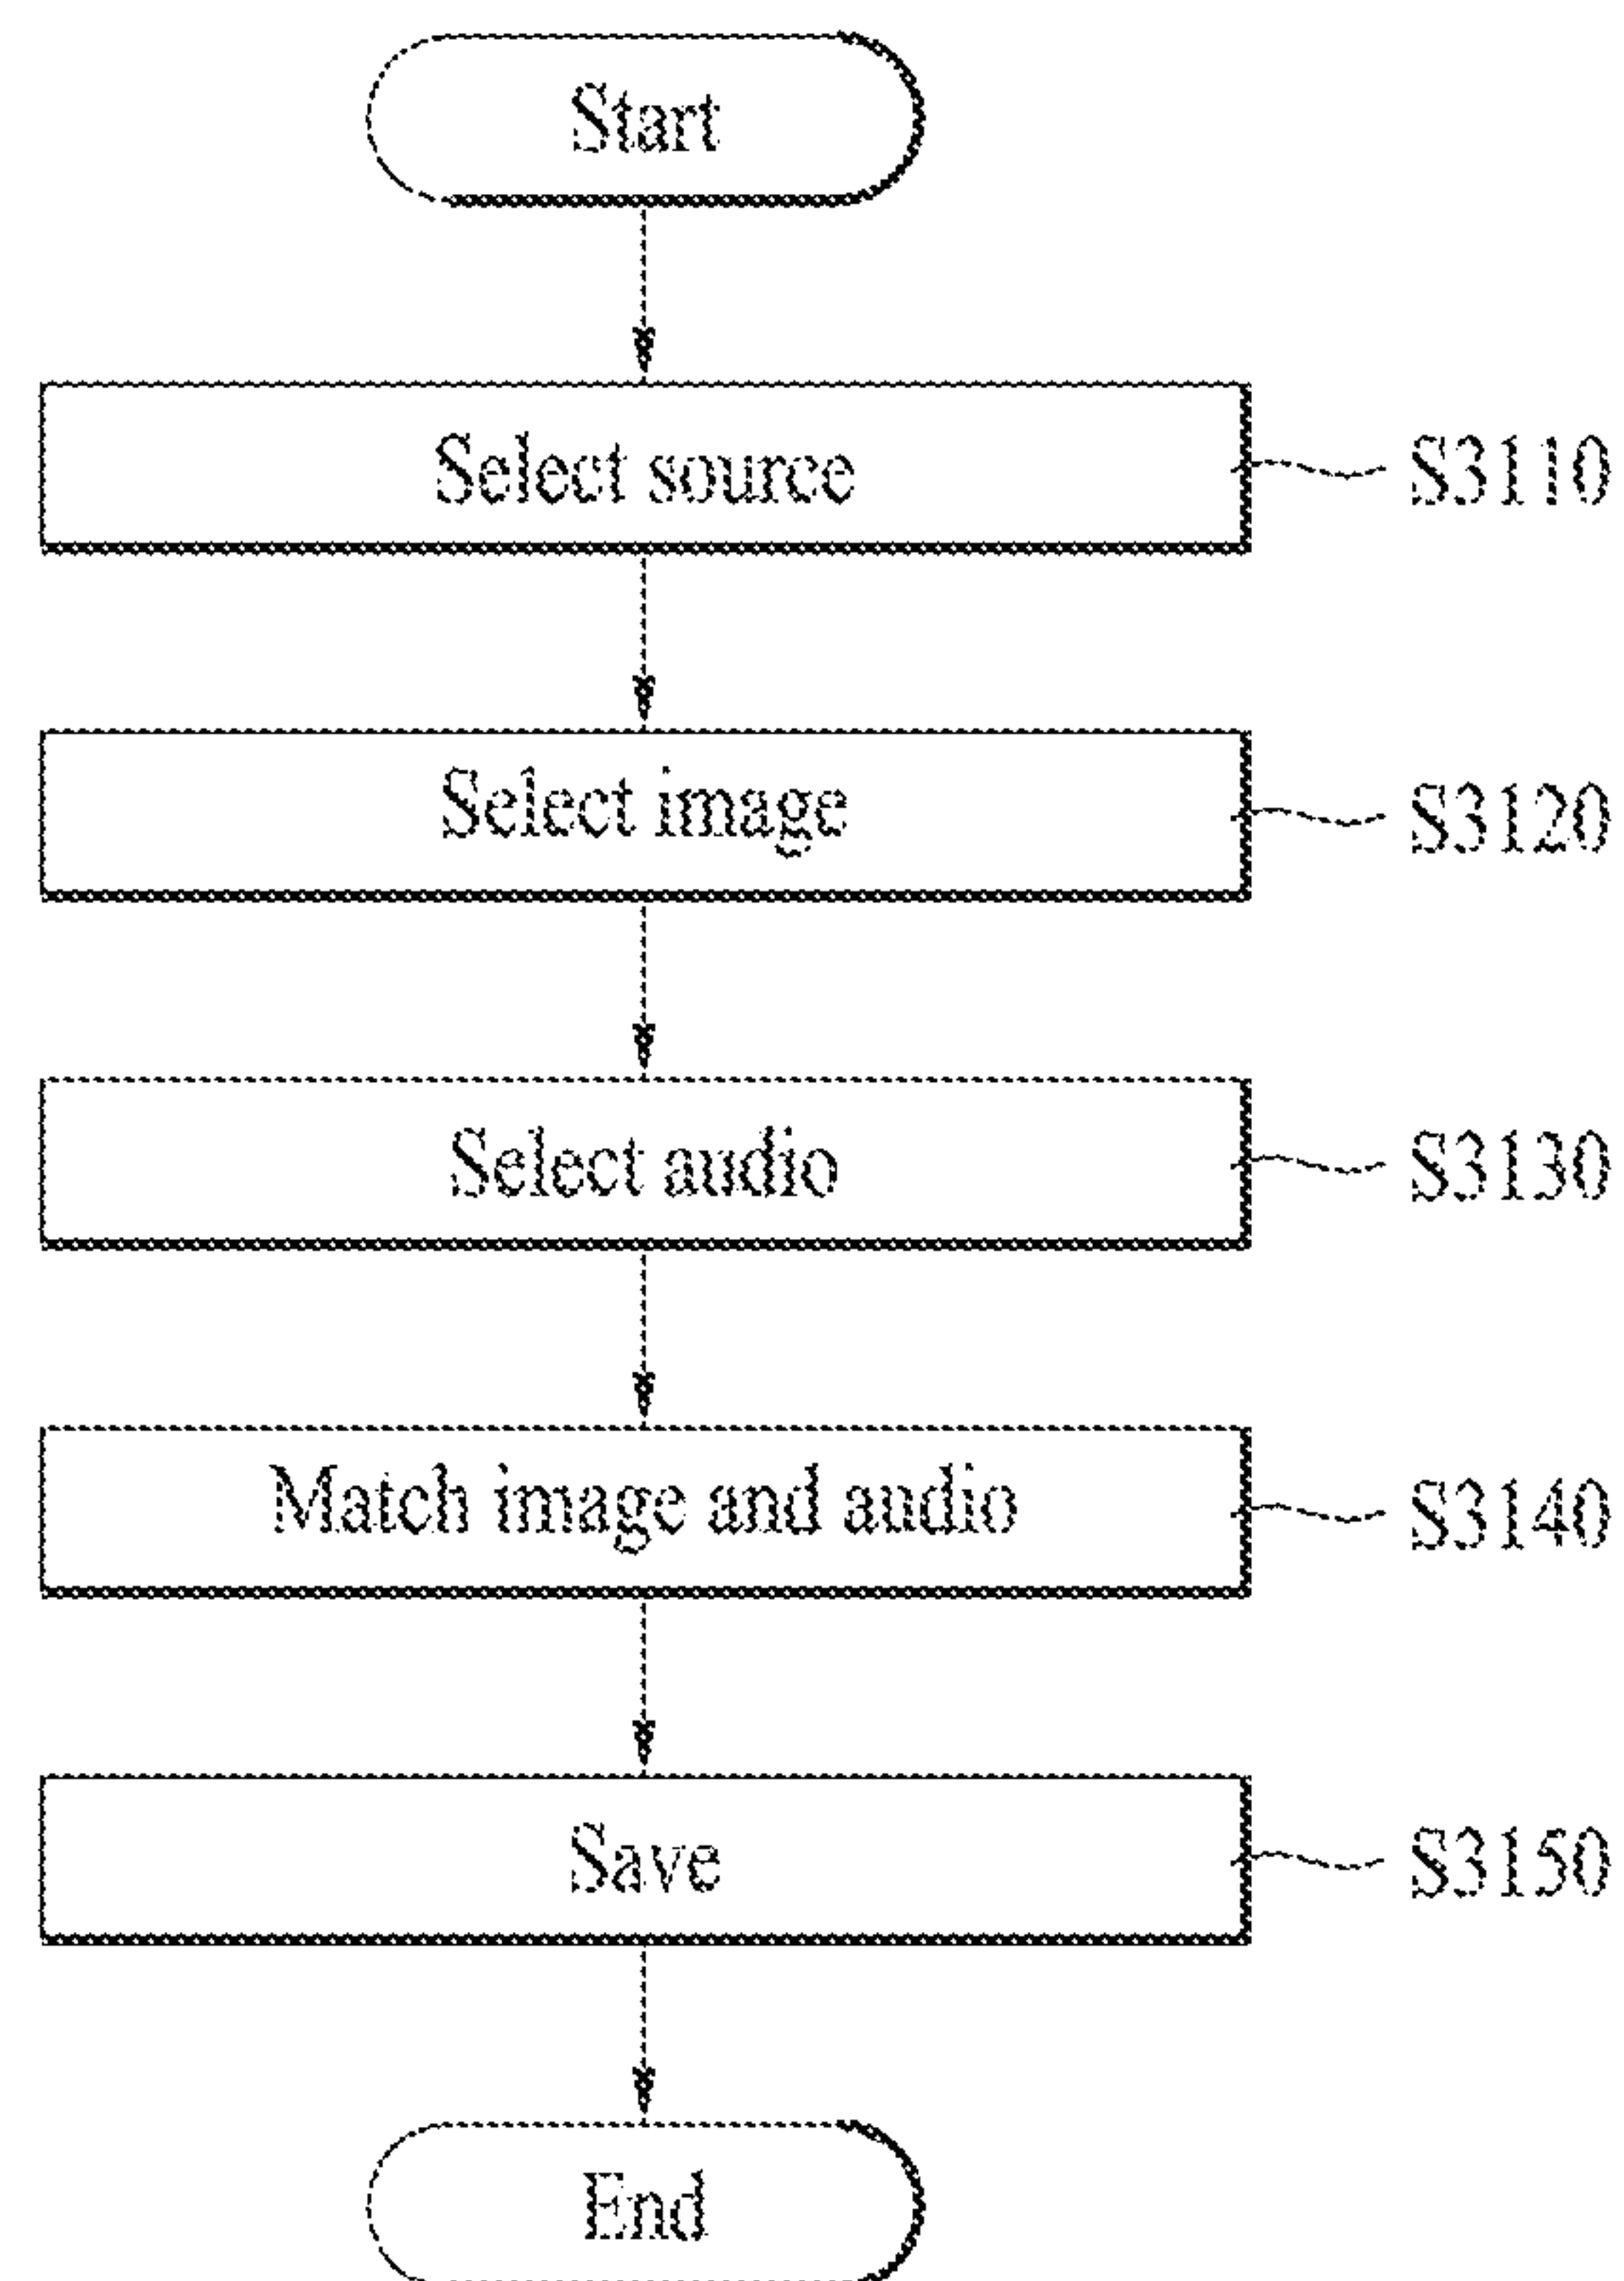 Start
Select source S3110
Select image S3120
Select audio S3130
Match image and audio S3140
Save S3150
End